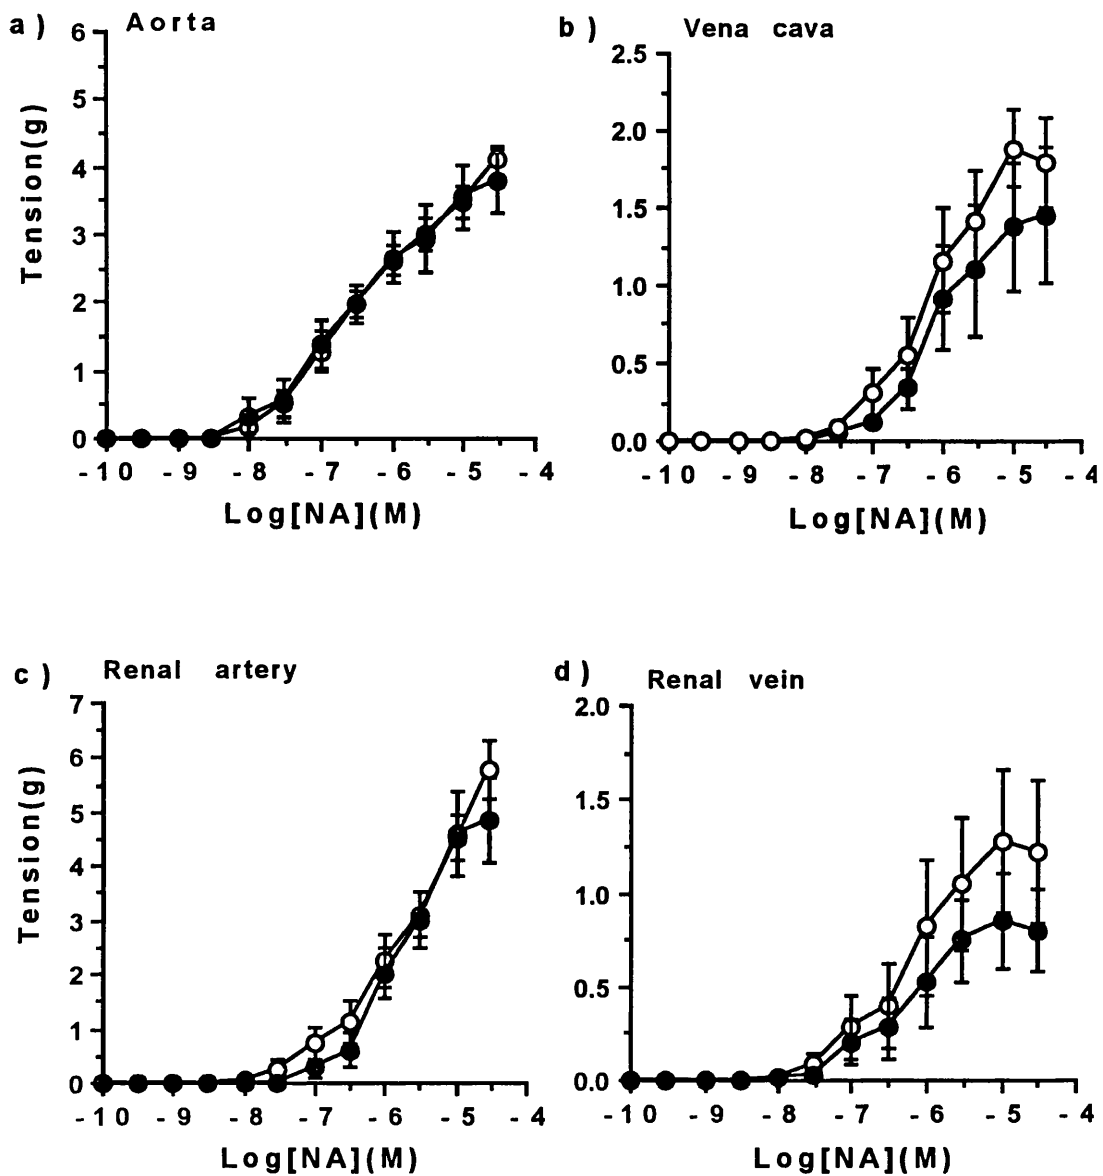 a) Aorta
6
5
4
3
2
1
0
Tension(g)
-10 -9 -8 -7 -6 -5 -4
Log[NA](M)
b) Vena cava
2.5
2.0
1.5
1.0
0.5
0.0
-10 -9 -8 -7 -6 -5 -4
Log[NA](M)
c) Renal artery
7
6
5
4
3
2
1
0
Tension(g)
-10 -9 -8 -7 -6 -5 -4
Log[NA](M)
d) Renal vein
2.0
1.5
1.0
0.5
0.0
-10 -9 -8 -7 -6 -5 -4
Log[NA](M)